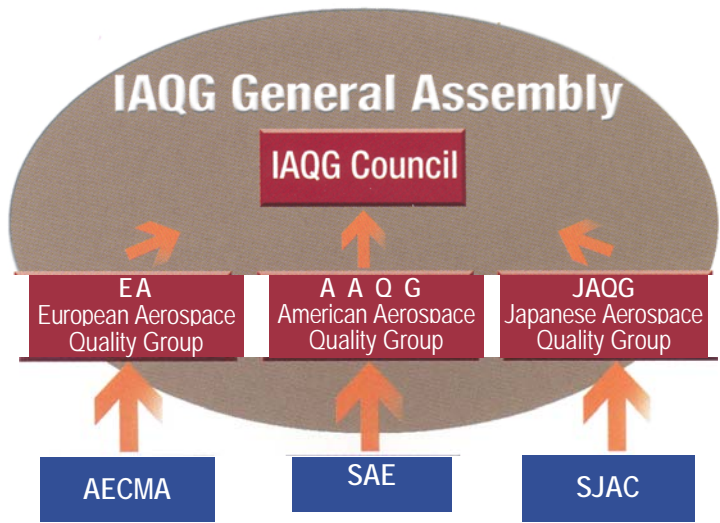 IAQG General Assembly
IAQG Council
EA
European Aerospace
Quality Group
A A Q G
American Aerospace
Quality Group
JAQG
Japanese Aerospace
Quality Group
AECMA
SAE
SJAC